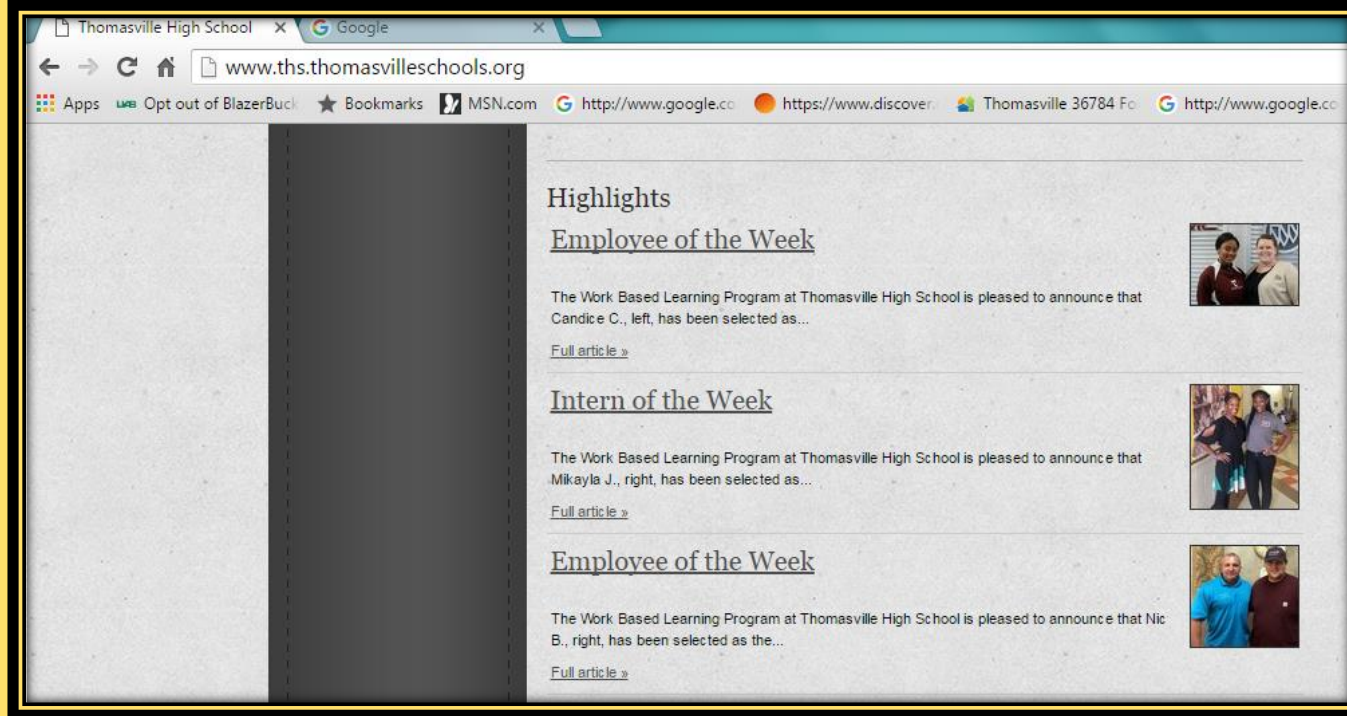 Thomasville High School
Google
www.ths.thomasvilleschools.org
Apps
UAB Opt out of BlazerBuck
Bookmarks
MSN.com
http://www.google.co
https://www.discover.
Thomasville 36784 Fo
http://www.google.co
Highlights
Employee of the Week
The Work Based Learning Program at Thomasville High School is pleased to announce that
Candice C., left, has been selected as...
Full article »
Intern of the Week
The Work Based Learning Program at Thomasville High School is pleased to announce that
Mikayla J., right, has been selected as...
Full article »
Employee of the Week
The Work Based Learning Program at Thomasville High School is pleased to announce that Nic
B., right, has been selected as the...
Full article »